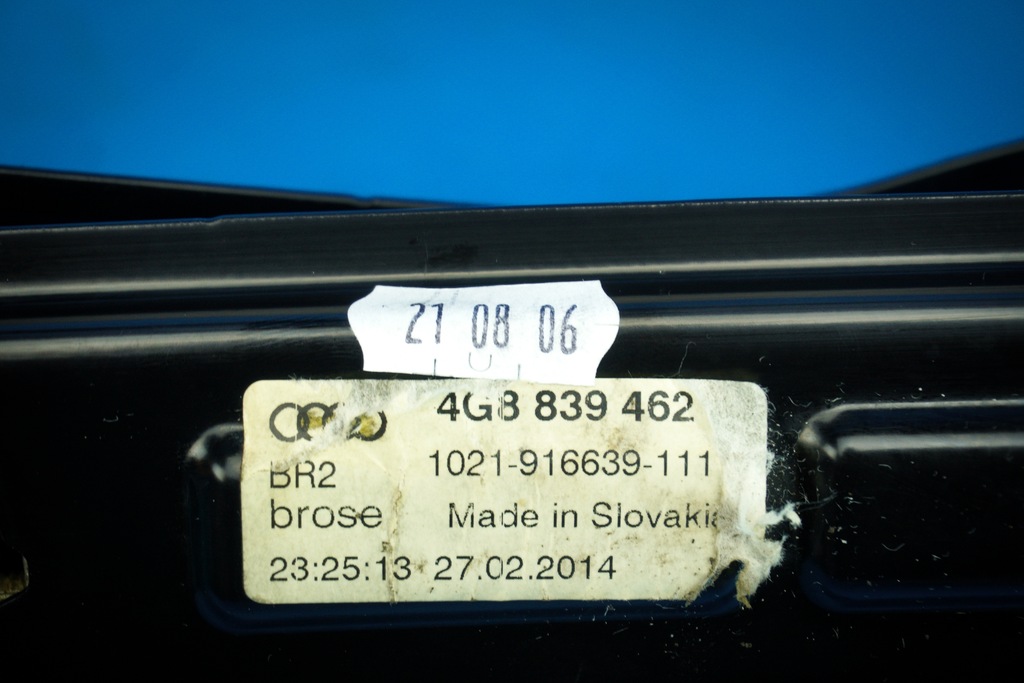 21 08 06
4G8 839 462
BR2
1021-916639-111
brose
Made in Slovakia
23:25:13 27.02.2014